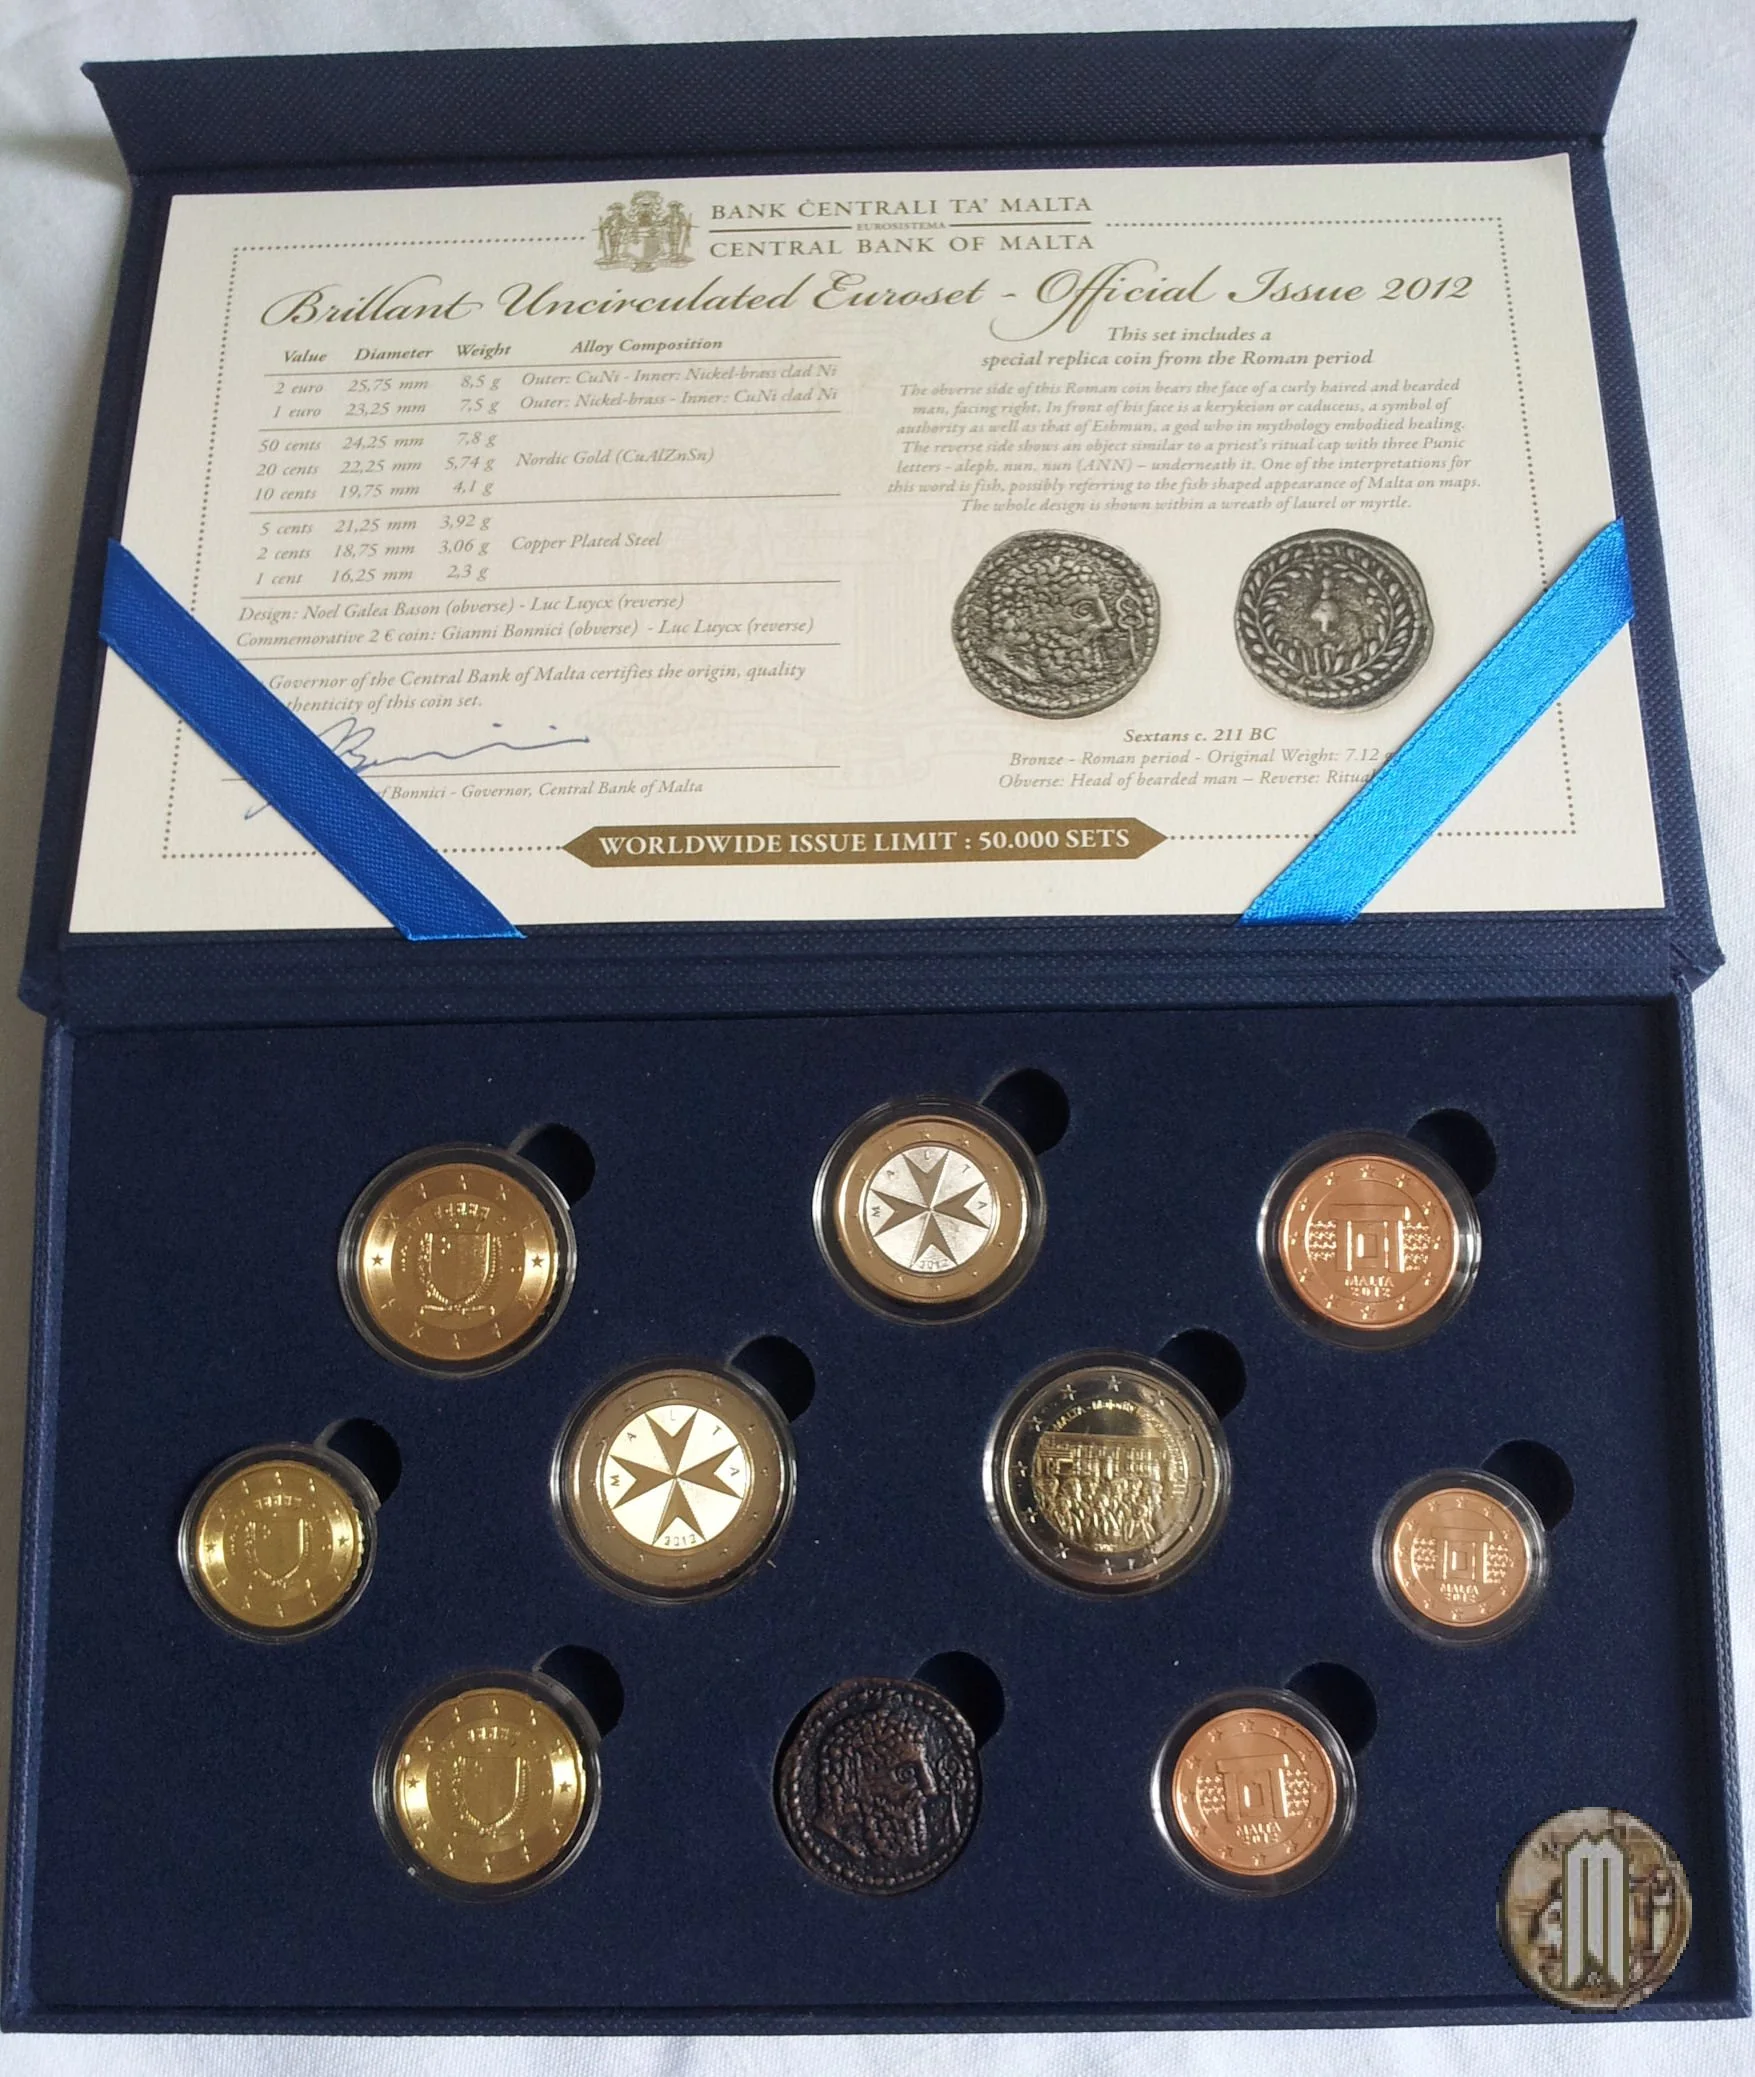 BANK ĊENTRALI TA' MALTA
EUROSISTEMA
CENTRAL BANK OF MALTA
Brillant Uncirculated Euroset - Official Issue 2012
Value Diameter Weight Alloy Composition
2 euro 25,75 mm 8,5 g Outer: CuNi - Inner: Nickel-brass clad Ni
1 euro 23,25 mm 7,5 g Outer: Nickel-brass - Inner: CuNi clad Ni
50 cents 24,25 mm 7,8 g
20 cents 22,25 mm 5,74 g Nordic Gold (CuAlZnSn)
10 cents 19,75 mm 4,1 g
5 cents 21,25 mm 3,92 g
2 cents 18,75 mm 3,06 g Copper Plated Steel
1 cent 16,25 mm 2,3 g
Design: Noel Galea Bason (obverse) - Luc Luycx (reverse)
Commemorative 2 € coin: Gianni Bonnici (obverse) - Luc Luycx (reverse)
Governor of the Central Bank of Malta certifies the origin, quality
thenticity of this coin set.
f Bonnici - Governor, Central Bank of Malta
This set includes a
special replica coin from the Roman period
The obverse side of this Roman coin bears the face of a curly haired and bearded
man, facing right. In front of his face is a kerykeion or caduceus, a symbol of
authority as well as that of Eshmun, a god who in mythology embodied healing.
The reverse side shows an object similar to a priest's ritual cap with three Punic
letters - aleph, nun, nun (ANN) – underneath it. One of the interpretations for
this word is fish, possibly referring to the fish shaped appearance of Malta on maps.
The whole design is shown within a wreath of laurel or myrtle.
Sextans c. 211 BC
Bronze - Roman period - Original Weight: 7.12 g
Obverse: Head of bearded man – Reverse: Ritual
WORLDWIDE ISSUE LIMIT : 50.000 SETS
MALTA
2012
MALTA
2012
MALTA
2012
MALTA
MALTA
2012
MALTA
2012